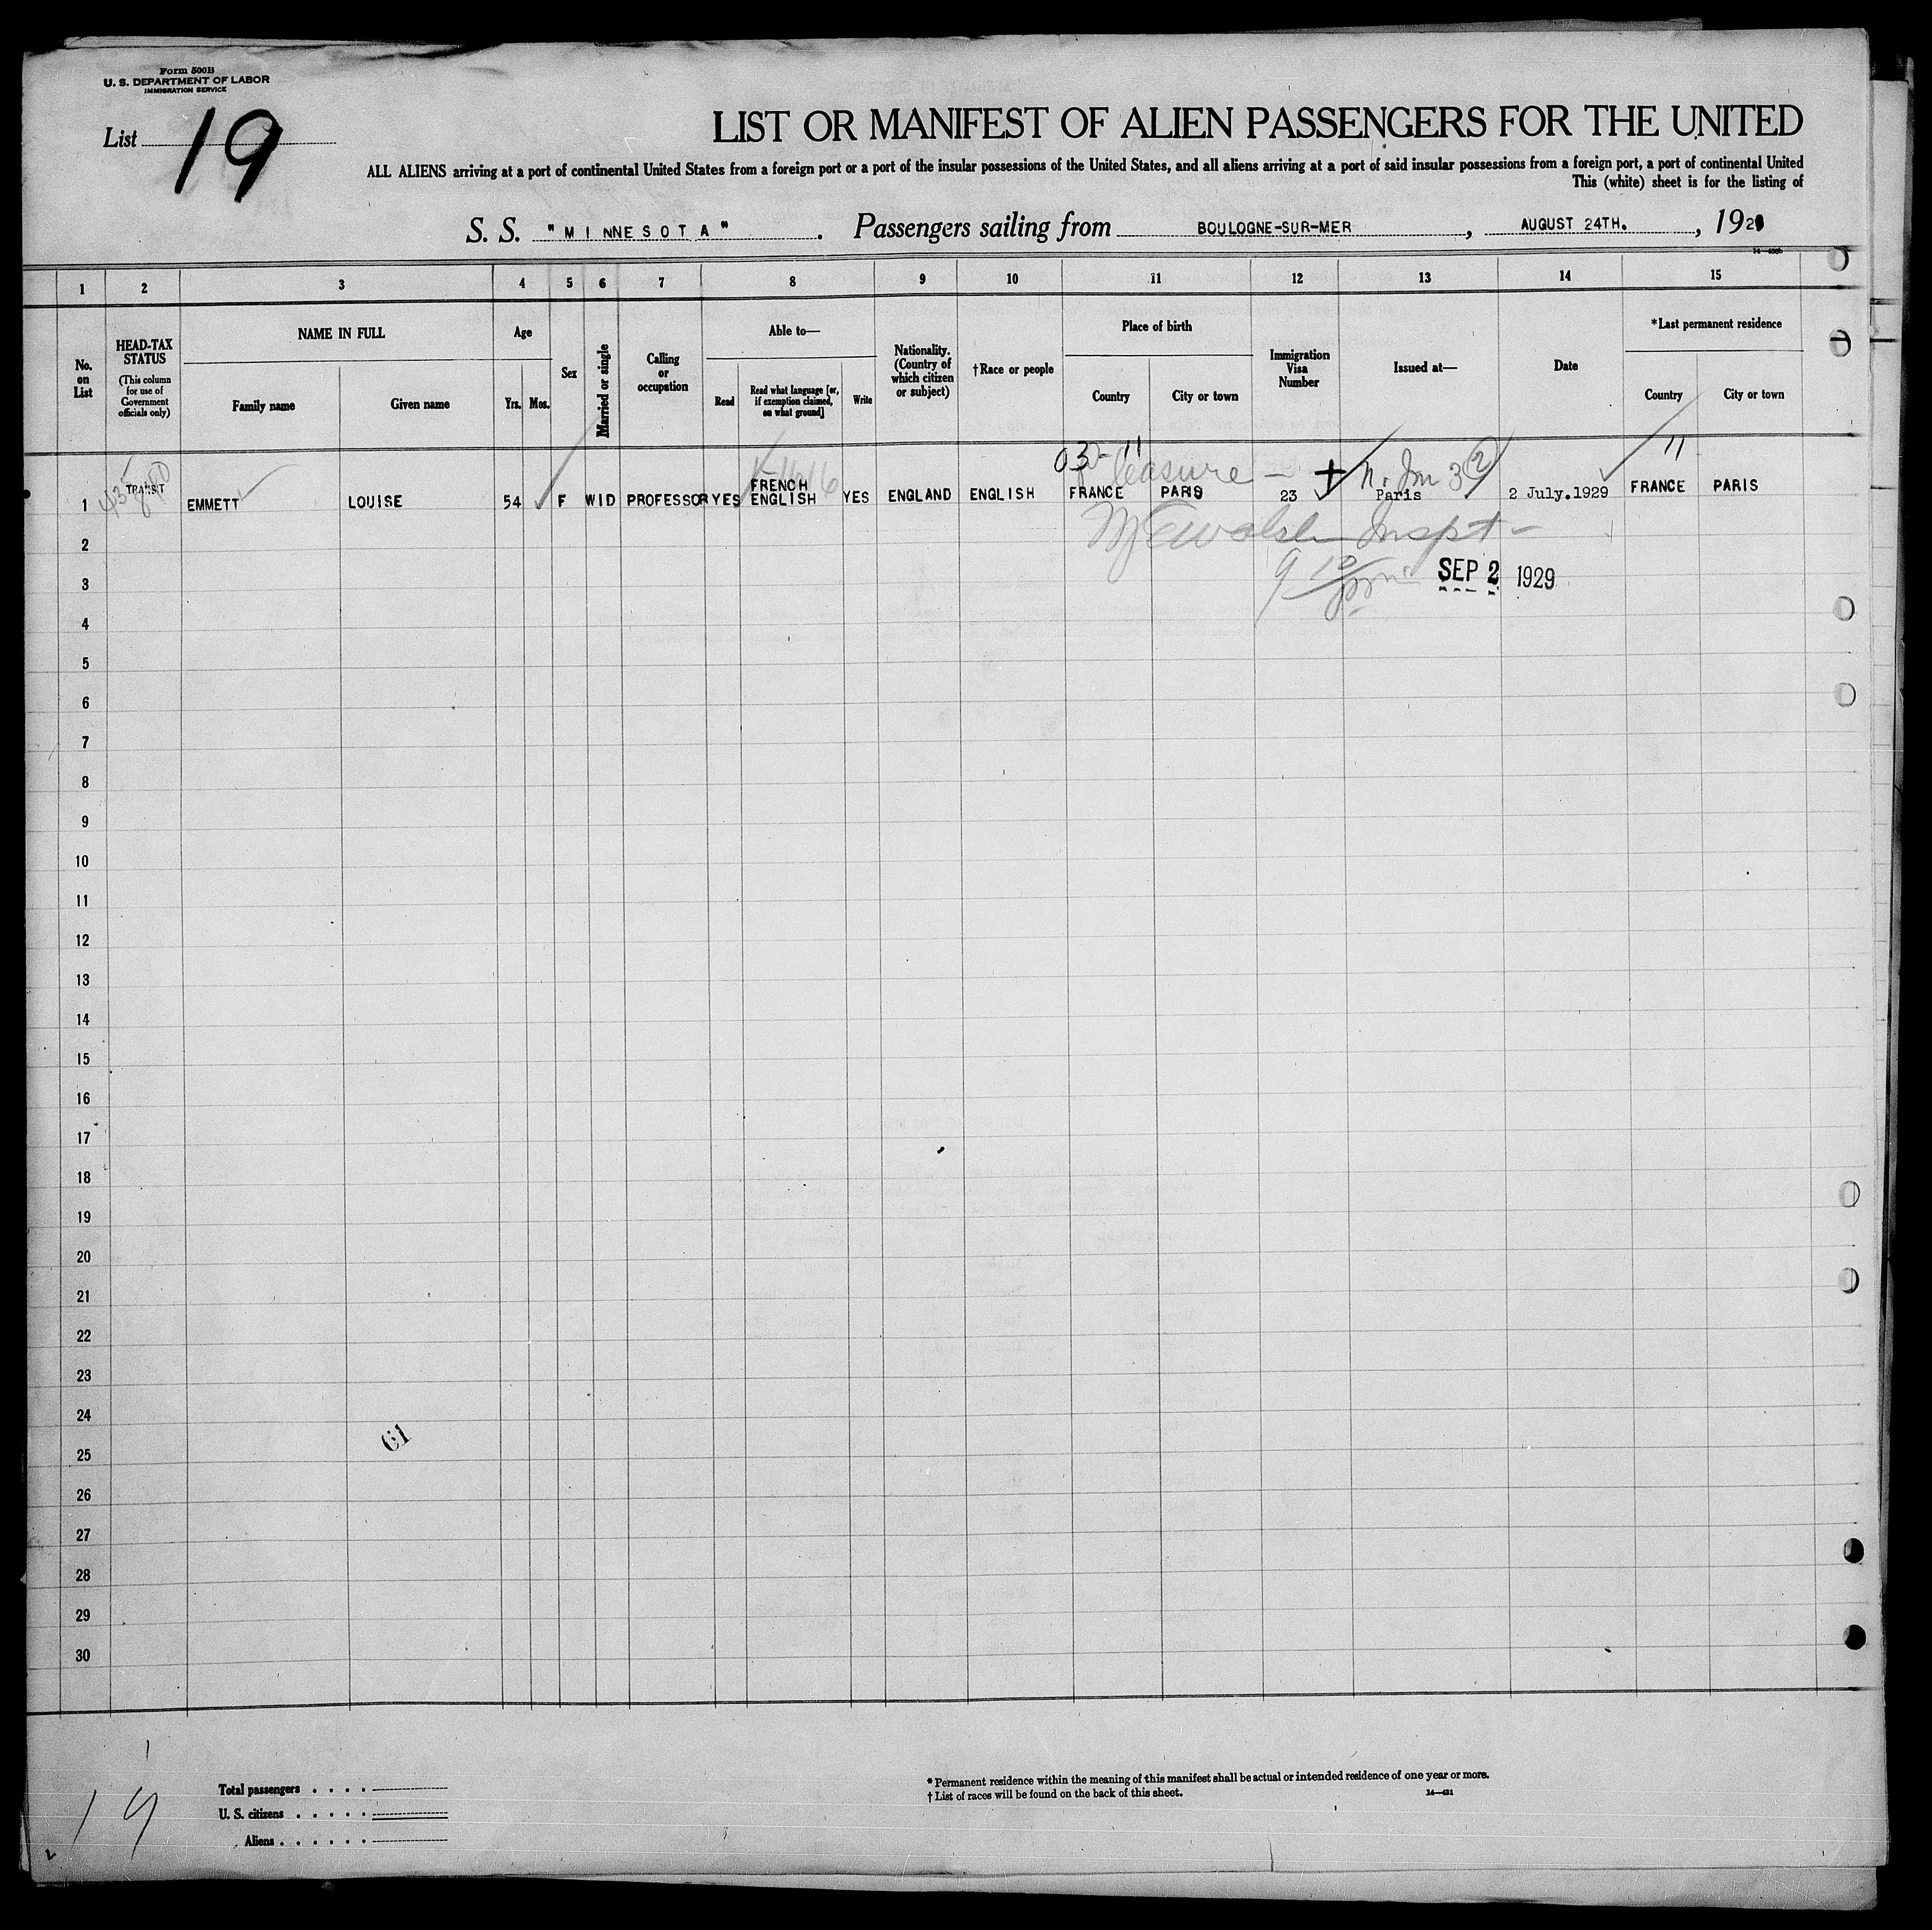 Form 500B
U. S. DEPARTMENT OF LABOR
IMMIGRATION SERVICE
List 19
LIST OR MANIFEST OF ALIEN PASSENGERS FOR THE UNITED
ALL ALIENS arriving at a port of continental United States from a foreign port or a port of the insular possessions of the United States, and all aliens arriving at a port of said insular possessions from a foreign port, a port of continental United
This (white) sheet is for the listing of
S. S. "MINNESOTA". Passengers sailing from BOULOGNE-SUR-MER, AUGUST 24TH., 192
1 2 3 4 5 6 7 8 9 10 11 12 13 14 15
No. on List
HEAD-TAX STATUS
(This column for use of Government officials only)
NAME IN FULL
Family name
Given name
Age
Yrs. Mos.
Sex
Married or single
Calling or occupation
Able to—
Read
Read what language [or, if exemption claimed, on what ground]
Write
Nationality. (Country of which citizen or subject)
†Race or people
Place of birth
Country
City or town
Immigration Visa Number
Issued at—
Date
*Last permanent residence
Country
City or town
03- 11
Pleasure -
11
1 TRANSIT EMMETT LOUISE 54 F WID PROFESSOR YES FRENCH ENGLISH YES ENGLAND ENGLISH FRANCE PARIS 23 Paris 2 July.1929 FRANCE PARIS
2
Walsh Inspt-
3
SEP 2 1929
4
5
6
7
8
9
10
11
12
13
14
15
16
17
18
19
20
21
22
23
24
61
25
26
27
28
29
30
1
19
Total passengers . . . .
U. S. citizens . . . . .
Aliens . . . . . .
* Permanent residence within the meaning of this manifest shall be actual or intended residence of one year or more.
† List of races will be found on the back of this sheet.
14—431